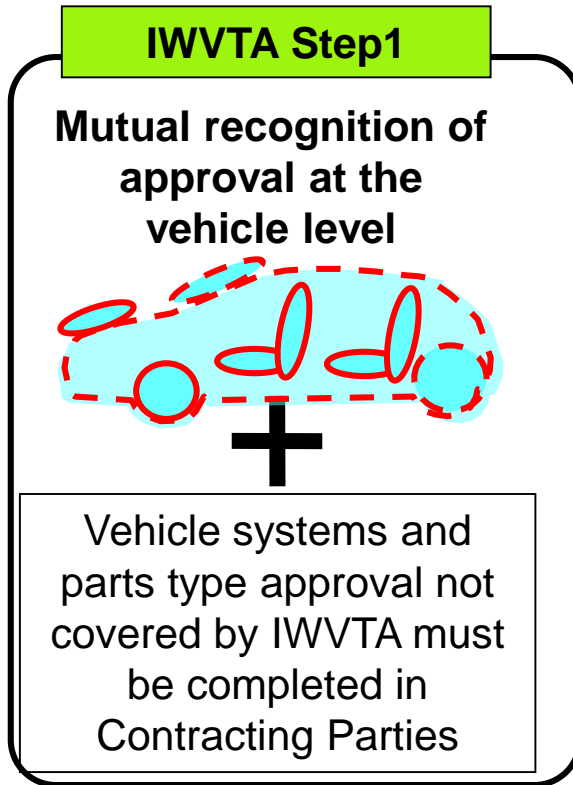 IWVTA Step1
Mutual recognition of
approval at the
vehicle level
Vehicle systems and
parts type approval not
covered by IWVTA must
be completed in
Contracting Parties